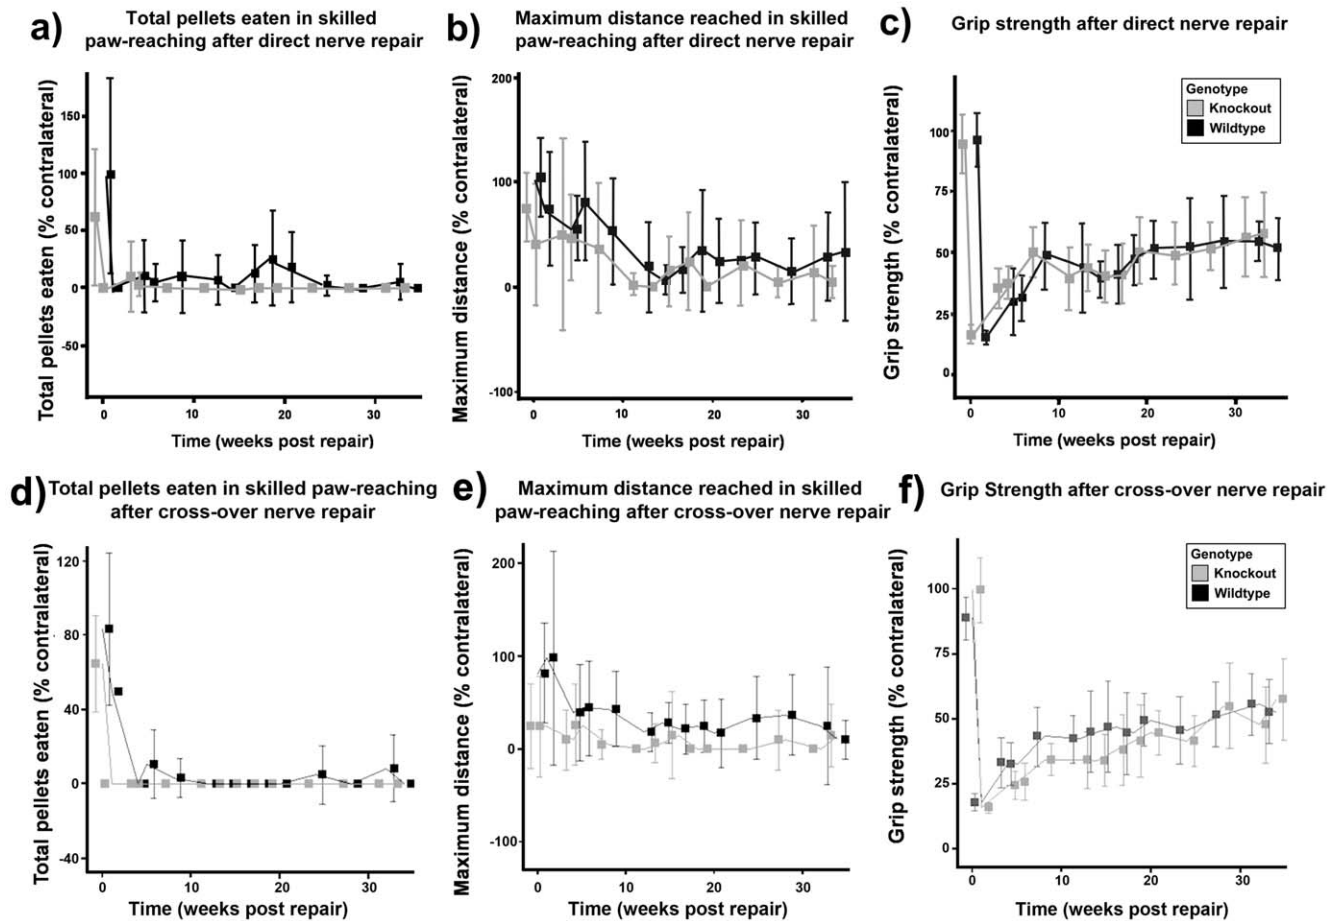 a)
Total pellets eaten in skilled
paw-reaching after direct nerve repair
Total pellets eaten (% contralateral)
150
100
50
0
-50
0 10 20 30
Time (weeks post repair)
b)
Maximum distance reached in skilled
paw-reaching after direct nerve repair
Maximum distance (% contralateral)
200
100
0
-100
0 10 20 30
Time (weeks post repair)
c)
Grip strength after direct nerve repair
Grip strength (% contralateral)
100
75
50
25
0
Genotype
Knockout
Wildtype
0 10 20 30
Time (weeks post repair)
d)
Total pellets eaten in skilled paw-reaching
after cross-over nerve repair
Total pellets eaten (% contralateral)
120
80
40
0
-40
0 10 20 30
Time (weeks post repair)
e)
Maximum distance reached in skilled
paw-reaching after cross-over nerve repair
Maximum distance (% contralateral)
200
100
0
-100
0 10 20 30
Time (weeks post repair)
f)
Grip Strength after cross-over nerve repair
Grip strength (% contralateral)
100
75
50
25
0
Genotype
Knockout
Wildtype
0 10 20 30
Time (weeks post repair)